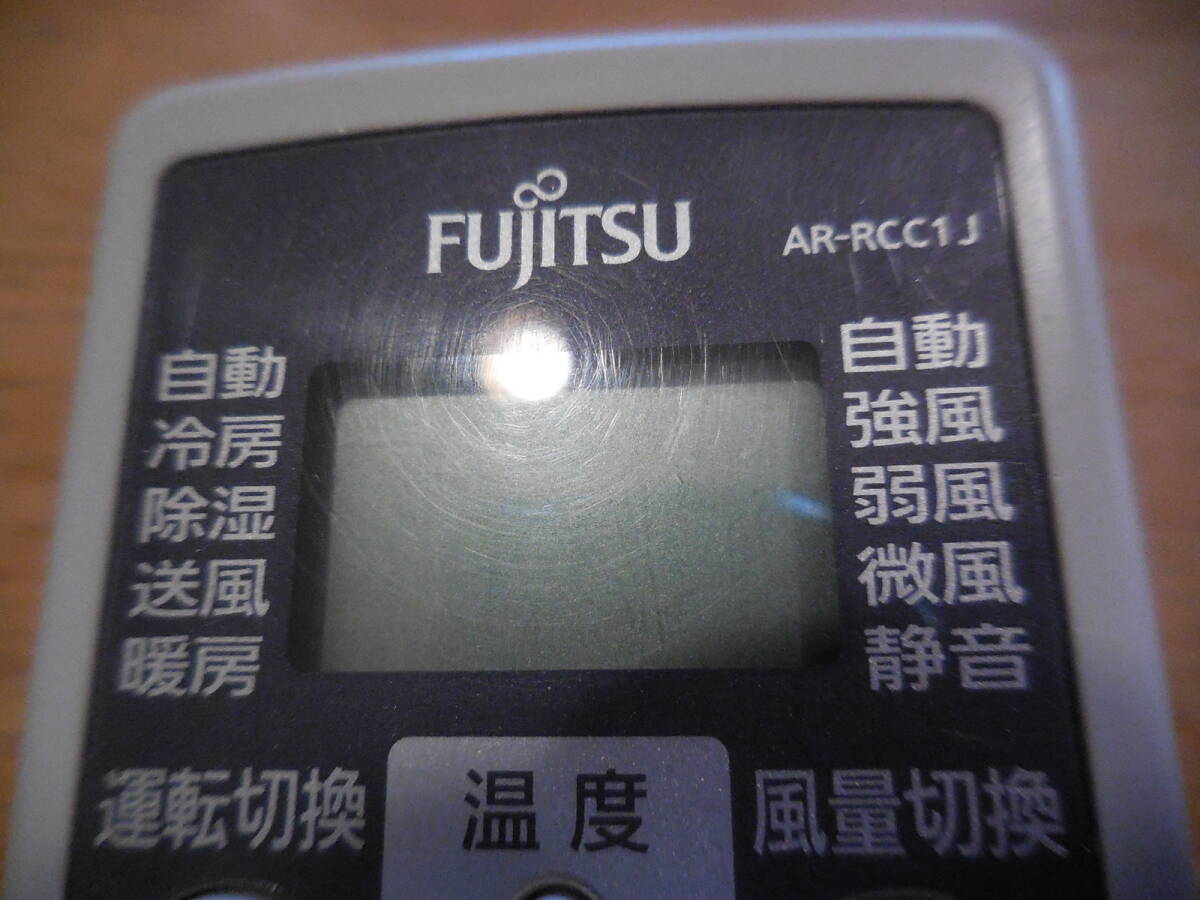 FUJITSU
AR-RCC1J
自動
冷房
除湿
送風
暖房
自動
強風
弱風
微風
静音
運転切換
温度
風量切換